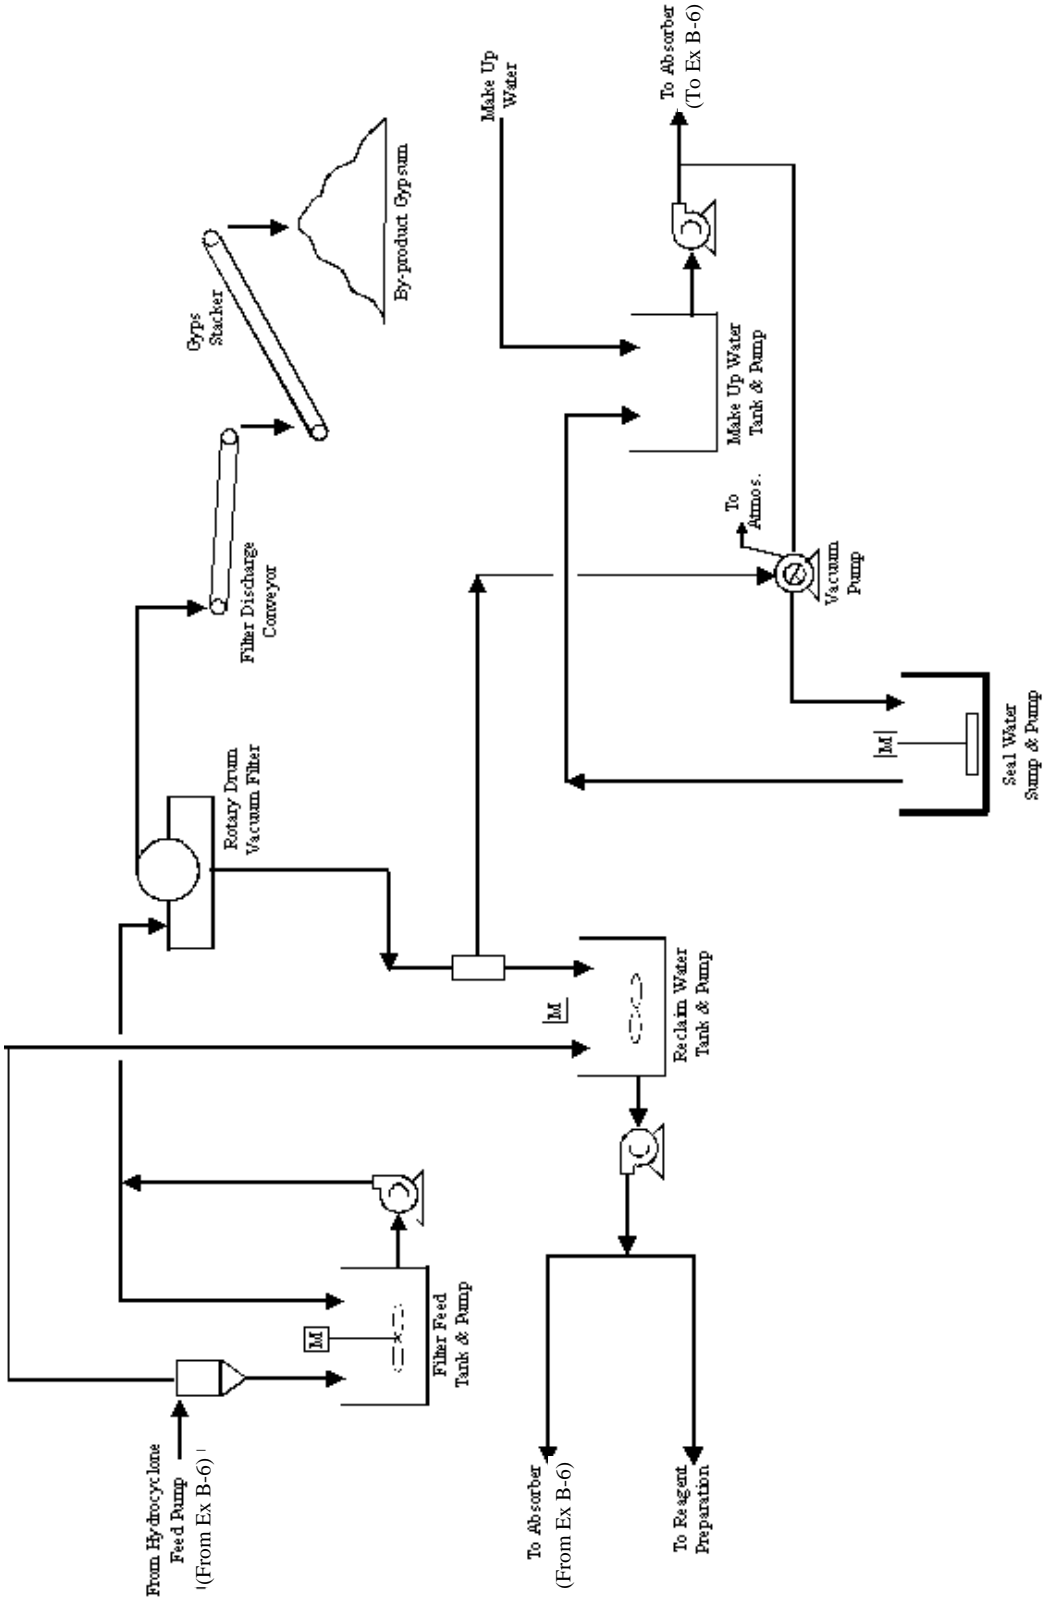 From Hydrocyclone
Feed Pump
(From Ex B-6)
M
Filter Feed
Tank & Pump
Rotary Drum
Vacuum Filter
Filter Discharge
Conveyor
Gyps
Stacker
By-product Gypsum
To Absorber
(From Ex B-6)
To Reagent
Preparation
M
Reclaim Water
Tank & Pump
Make Up
Water
Make Up Water
Tank & Pump
To Absorber
(To Ex B-6)
To
Atmos.
Vacuum
Pump
M
Seal Water
Sump & Pump